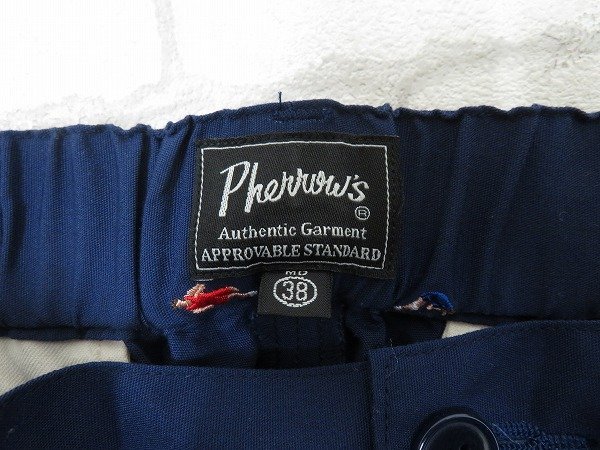 Pherrow's
®
Authentic Garment
APPROVABLE STANDARD
MD
38